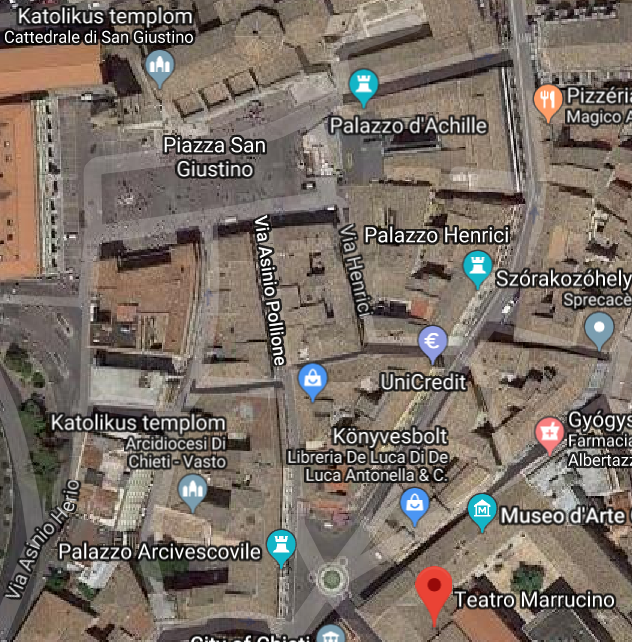 Katolikus templom
Cattedrale di San Giustino
Palazzo d'Achille
Pizzéria
Magico A
Piazza San
Giustino
Via Asinio Pollione
Via Henrici
Palazzo Henrici
Szórakozóhely
Sprecacè
€
UniCredit
Katolikus templom
Arcidiocesi Di
Chieti - Vasto
Könyvesbolt
Libreria De Luca Di De
Luca Antonella & C.
Gyógys
Farmacia
Albertaz
Via Asinio Herio
M
Museo d'Arte
Palazzo Arcivescovile
Teatro Marrucino
City of Chieti